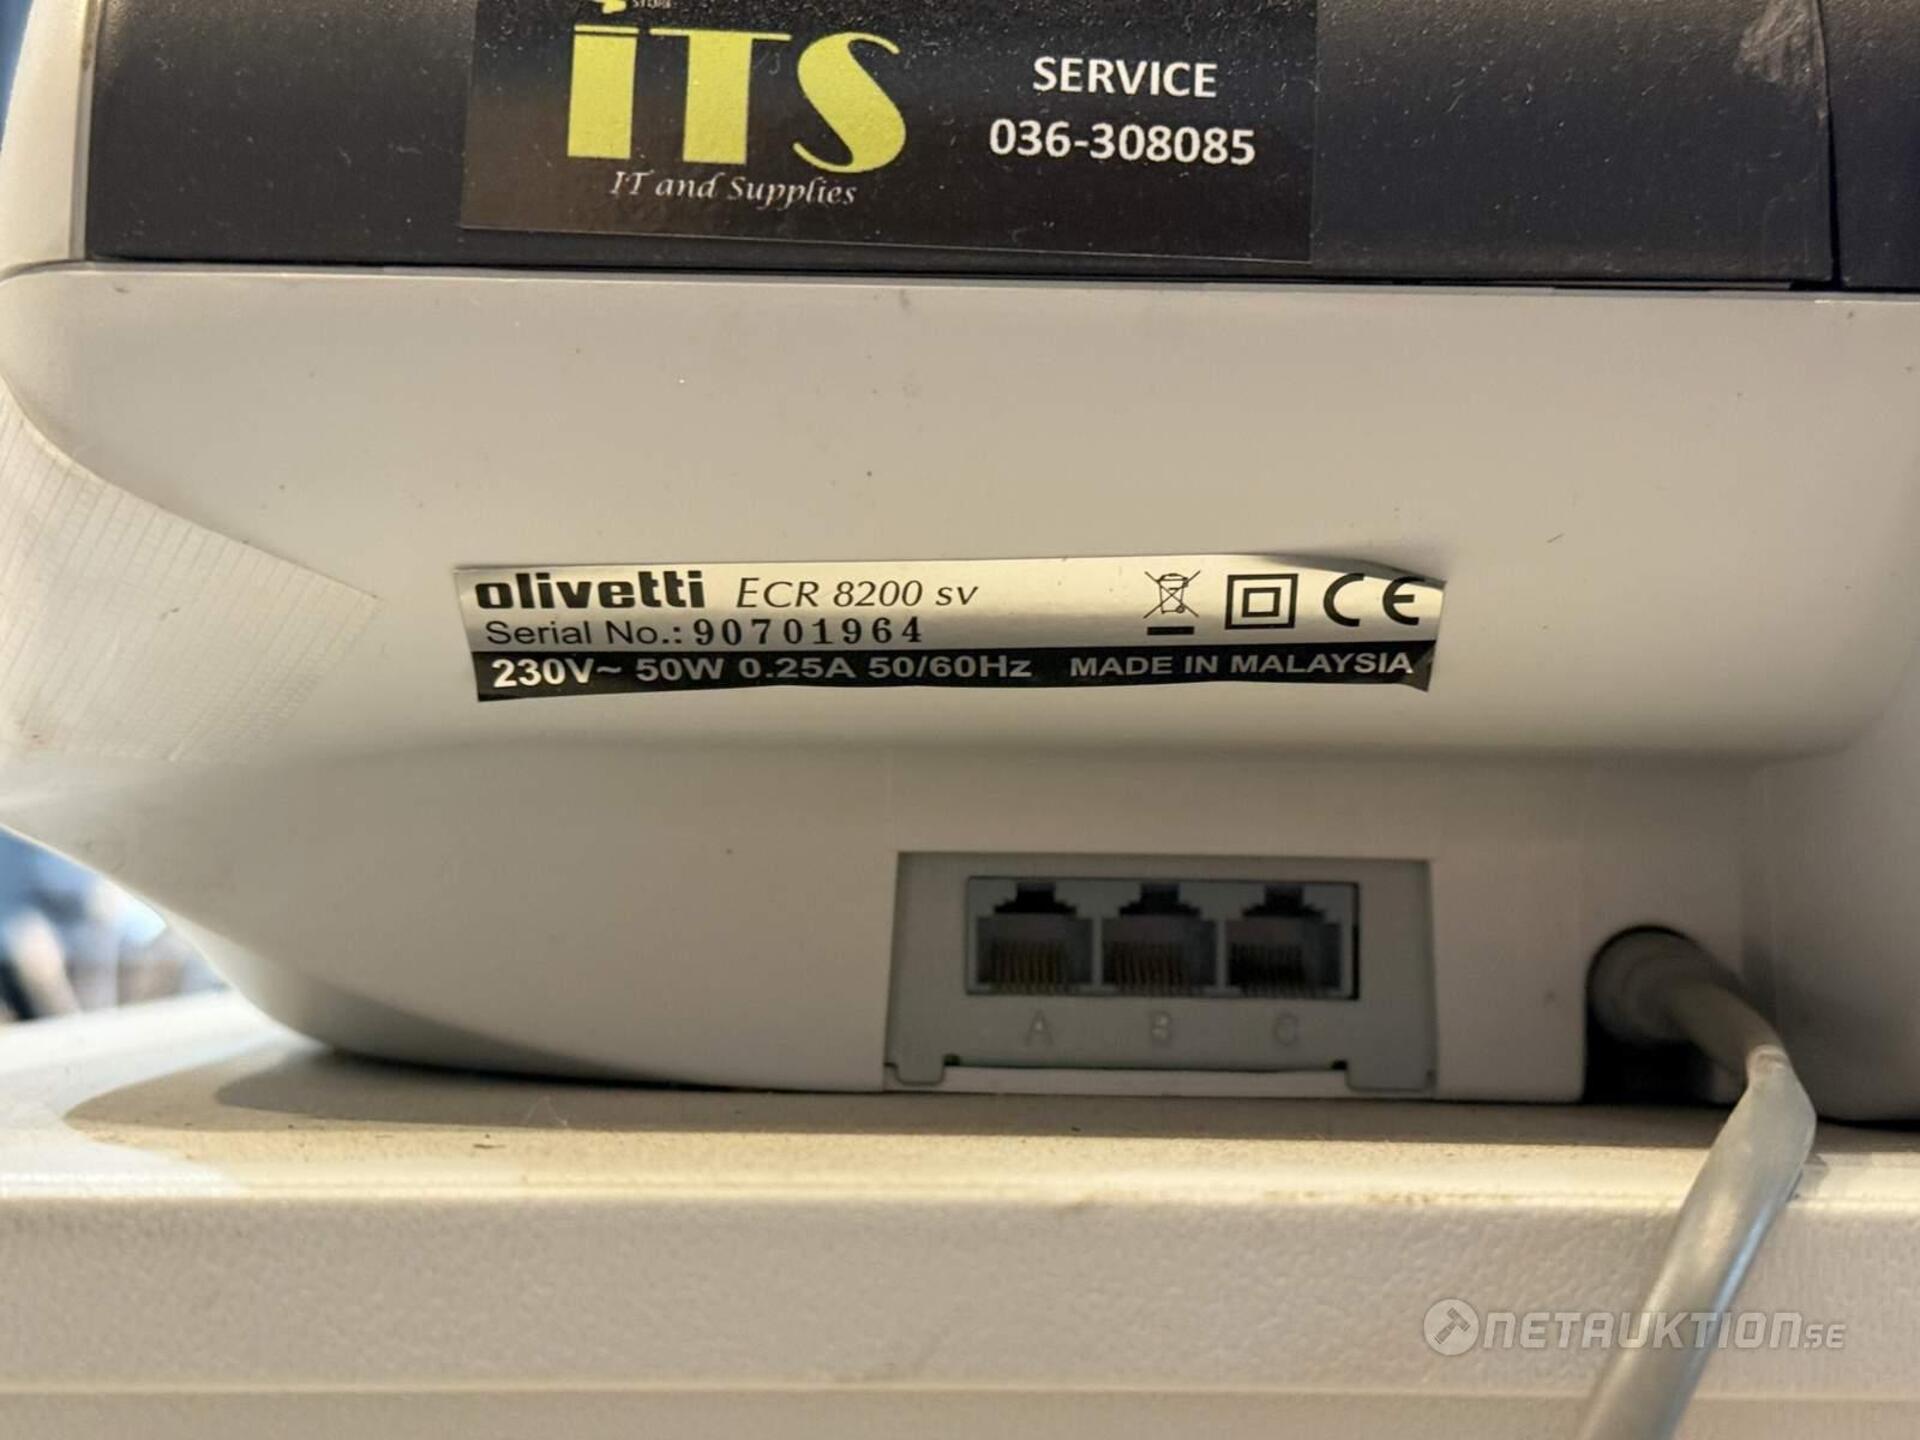 iTS
IT and Supplies
SERVICE
036-308085
olivetti ECR 8200 SV
Serial No.: 90701964
230V~ 50W 0.25A 50/60Hz MADE IN MALAYSIA
CE
A B C
NETAUKTION.SE